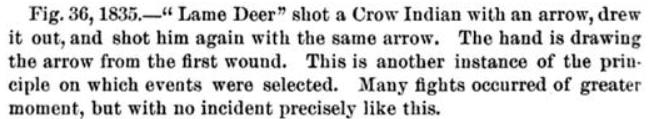 Fig. 36, 1835.—“ Lame Deer” shot a Crow Indian with an arrow, drew
it out, and shot him again with the same arrow. The hand is drawing
the arrow from the first wound. This is another instance of the prin-
ciple on which events were selected. Many fights occurred of greater
moment, but with no incident precisely like this.